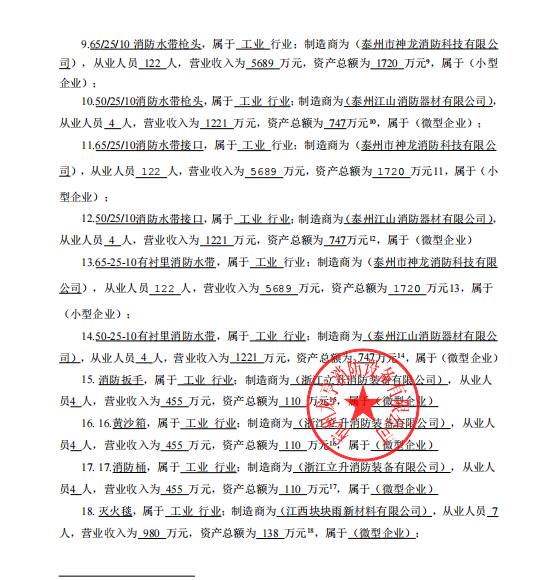 9.65/25/10 消防水带枪头，属于 工业 行业；制造商为（泰州市神龙消防科技有限公
司），从业人员 122 人，营业收入为 5689 万元，资产总额为 1720 万元⁹，属于（小型
企业）；
10.50/25/10消防水带枪头，属于 工业 行业；制造商为（泰州江山消防器材有限公司），
从业人员 4 人，营业收入为 1221 万元，资产总额为 747万元¹⁰，属于（微型企业）；
11.65/25/10消防水带接口，属于 工业 行业；制造商为（泰州市神龙消防科技有限公
司），从业人员 122 人，营业收入为 5689 万元，资产总额为 1720 万元11，属于（小
型企业）；
12.50/25/10消防水带接口，属于 工业 行业；制造商为（泰州江山消防器材有限公司），
从业人员 4 人，营业收入为 1221 万元，资产总额为 747万元¹²，属于（微型企业）
13.65-25-10有衬里消防水带，属于 工业 行业；制造商为（泰州市神龙消防科技有限
公司），从业人员 122 人，营业收入为 5689 万元，资产总额为 1720 万元13，属于
（小型企业）；
14.50-25-10有衬里消防水带，属于 工业 行业；制造商为（泰州江山消防器材有限公
司），从业人员 4 人，营业收入为 1221 万元，资产总额为 747万元¹⁴，属于（微型企业）
15. 消防扳手，属于 工业 行业；制造商为（浙江立升消防装备有限公司），从业人
员4 人，营业收入为 455 万元，资产总额为 110 万元¹⁵，属于（微型企业）
16. 16.黄沙箱，属于 工业 行业；制造商为（浙江立升消防装备有限公司），从业人
员4 人，营业收入为 455 万元，资产总额为 110 万元¹⁶，属于（微型企业）
17. 17.消防桶，属于 工业 行业；制造商为（浙江立升消防装备有限公司），从业人
员4 人，营业收入为 455 万元，资产总额为 110 万元¹⁷，属于（微型企业）
18. 灭火毯，属于 工业 行业；制造商为（江西块块雨新材料有限公司），从业人员 7
人，营业收入为 980 万元，资产总额为 138 万元¹⁸，属于（微型企业）；